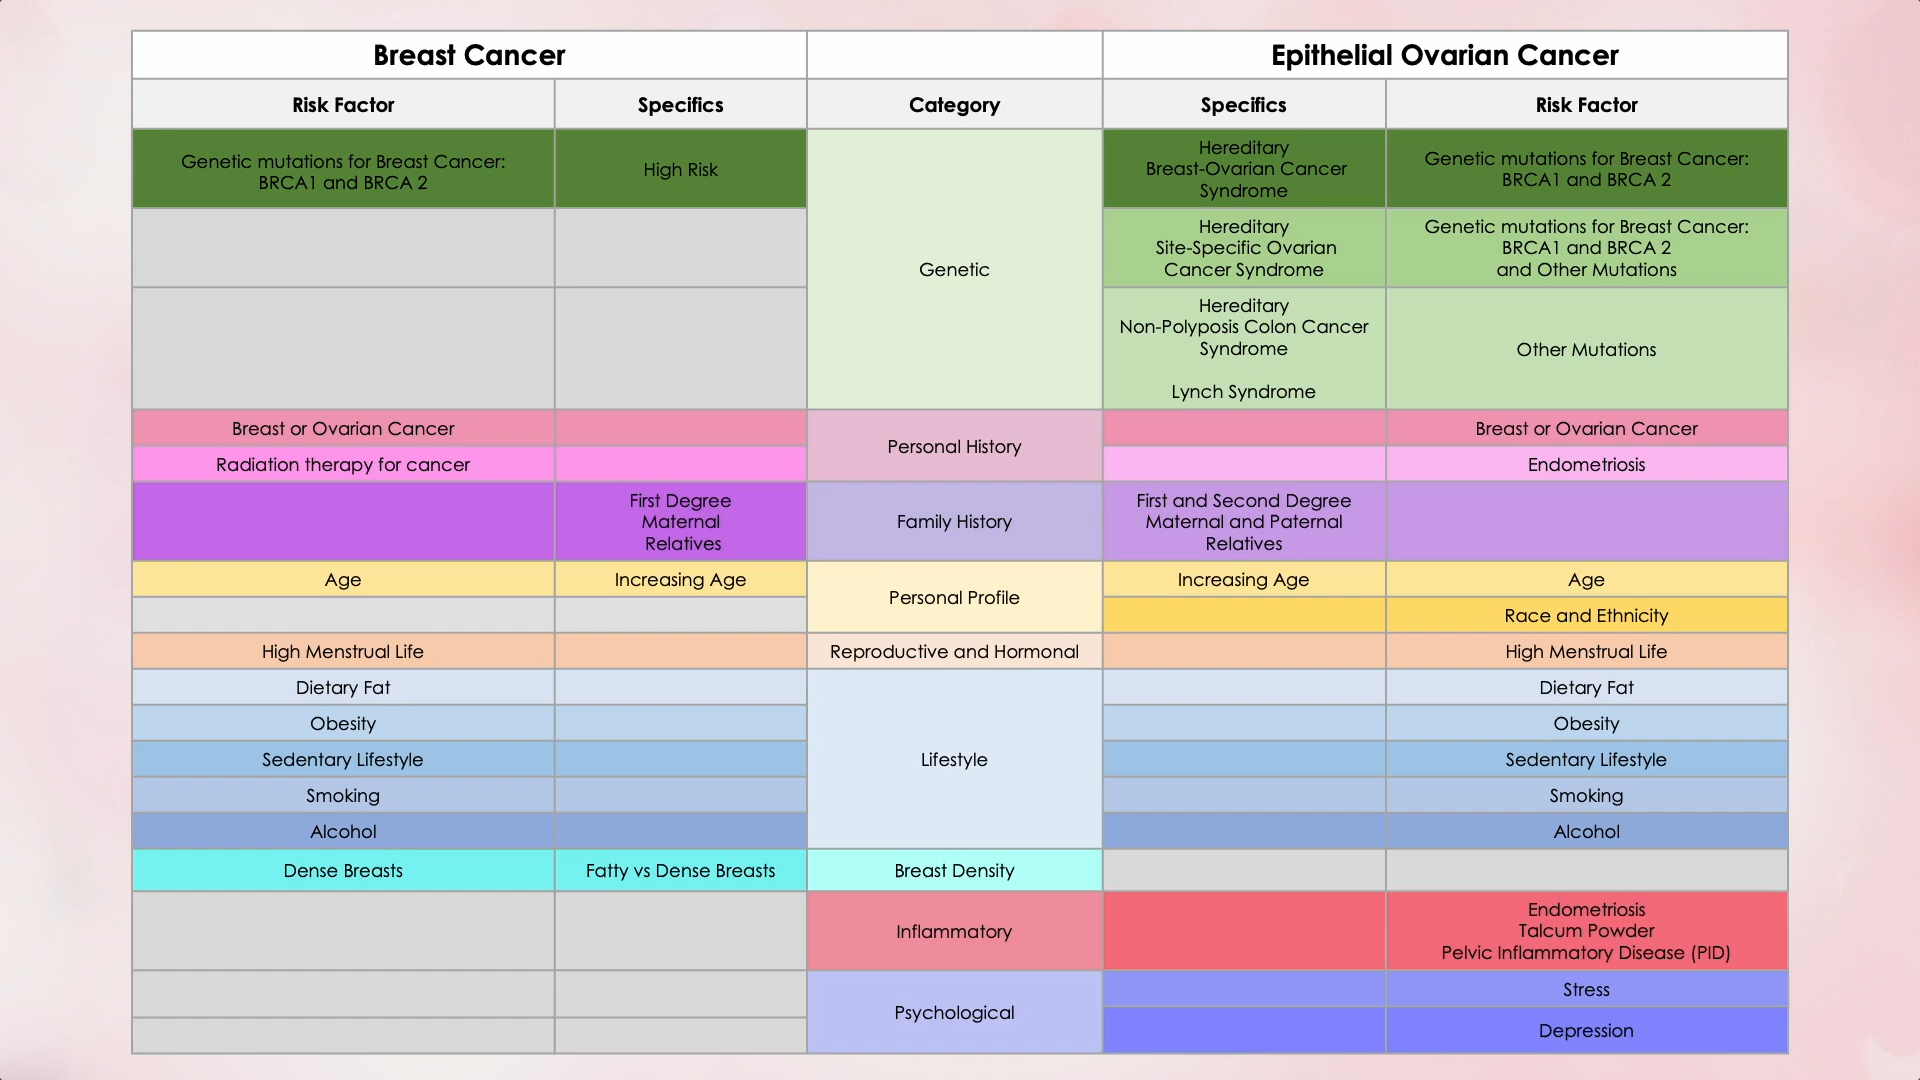 Breast Cancer
Epithelial Ovarian Cancer
Risk Factor
Specifics
Category
Specifics
Risk Factor
Genetic mutations for Breast Cancer:
BRCA1 and BRCA 2
High Risk
Genetic
Hereditary
Breast-Ovarian Cancer
Syndrome
Genetic mutations for Breast Cancer:
BRCA1 and BRCA 2
Hereditary
Site-Specific Ovarian
Cancer Syndrome
Genetic mutations for Breast Cancer:
BRCA1 and BRCA 2
and Other Mutations
Hereditary
Non-Polyposis Colon Cancer
Syndrome
Lynch Syndrome
Other Mutations
Breast or Ovarian Cancer
Personal History
Breast or Ovarian Cancer
Radiation therapy for cancer
Endometriosis
First Degree
Maternal
Relatives
Family History
First and Second Degree
Maternal and Paternal
Relatives
Age
Increasing Age
Personal Profile
Increasing Age
Age
Race and Ethnicity
High Menstrual Life
Reproductive and Hormonal
High Menstrual Life
Dietary Fat
Lifestyle
Dietary Fat
Obesity
Obesity
Sedentary Lifestyle
Sedentary Lifestyle
Smoking
Smoking
Alcohol
Alcohol
Dense Breasts
Fatty vs Dense Breasts
Breast Density
Inflammatory
Endometriosis
Talcum Powder
Pelvic Inflammatory Disease (PID)
Psychological
Stress
Depression